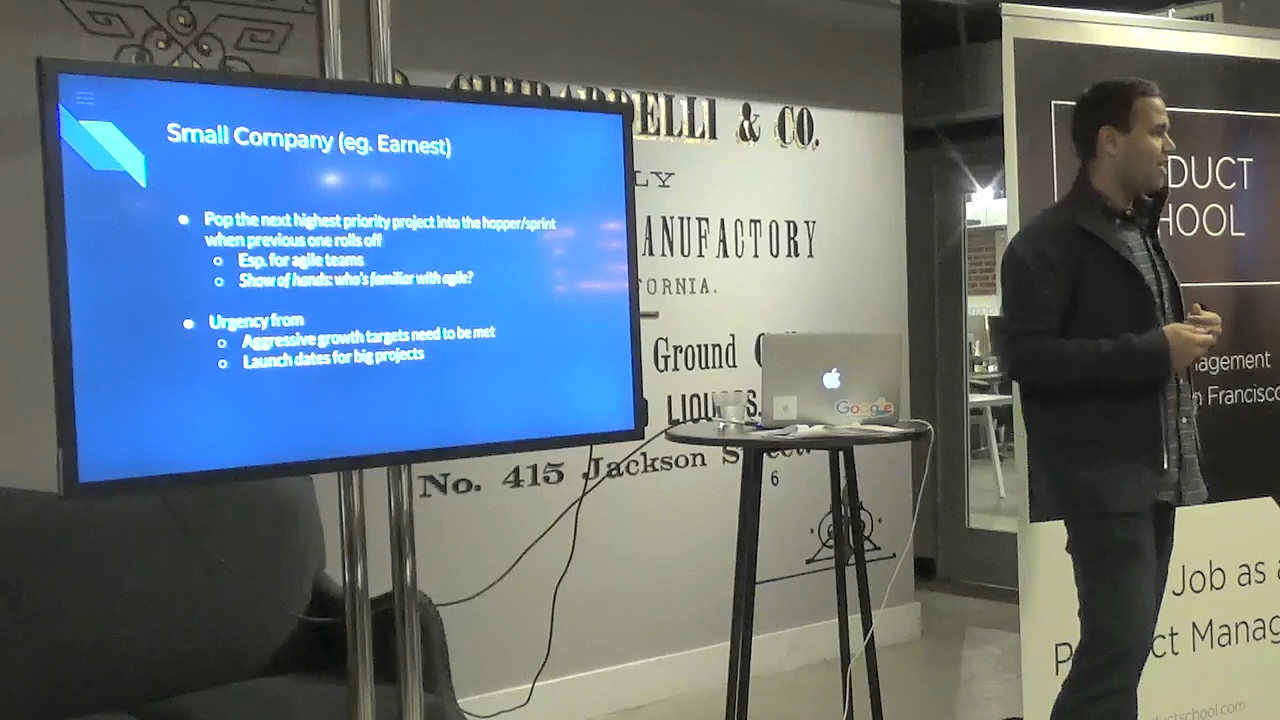 Small Company (eg. Earnest)
Pop the next highest priority project into the hopper/sprint
when previous one rolls off
Esp. for agile teams
Show of hands: who's familiar with agile?
Urgency from
Aggressive growth targets need to be met
Launch dates for big projects
& CO.
LY
ANUFACTORY
FORNIA.
Ground
No. 415 Jackson
6
Google
DUCT
HOOL
agement
n Francisco
Job as a
ct Manag
ductschool.com